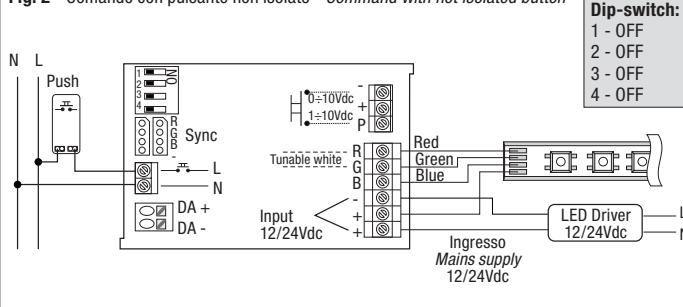 Fig. 2 - Comando con pulsante non isolato - Command with not isolated button
Dip-switch:
1 - OFF
2 - OFF
3 - OFF
4 - OFF
N L
Push
1
2
3
4
ON
R
G
B
-
Sync
L
N
DA +
DA -
0÷10Vdc
1÷10Vdc
-
+
P
Tunable white
R
G
B
-
+
+
Input
12/24Vdc
Red
Green
Blue
LED Driver
12/24Vdc
L
N
Ingresso
Mains supply
12/24Vdc